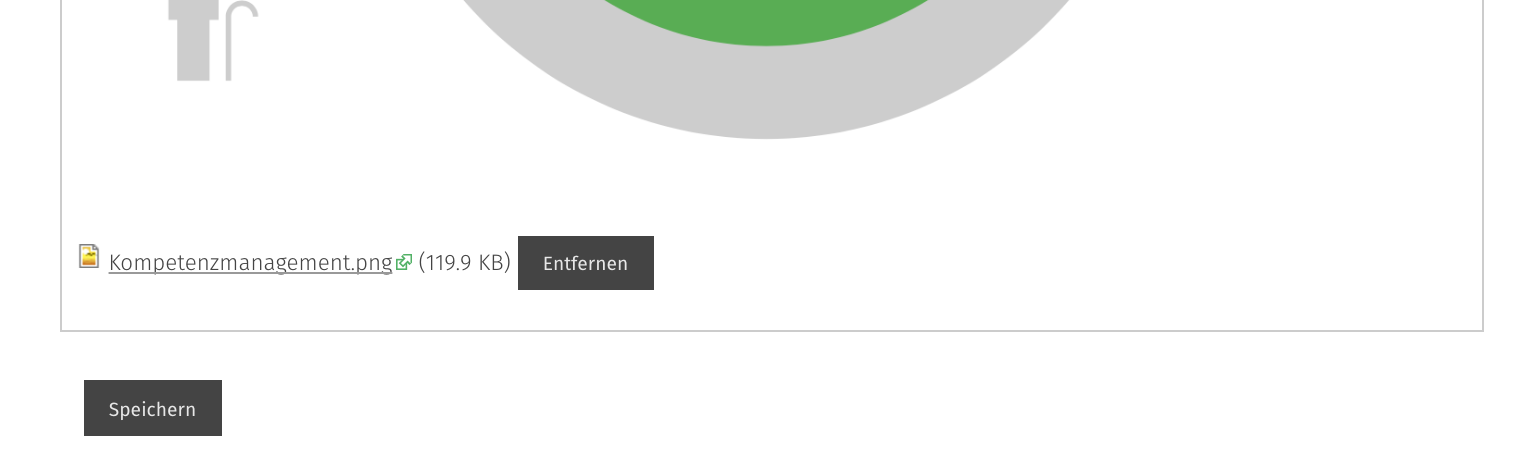 Kompetenzmanagement.png (119.9 KB) Entfernen
Speichern